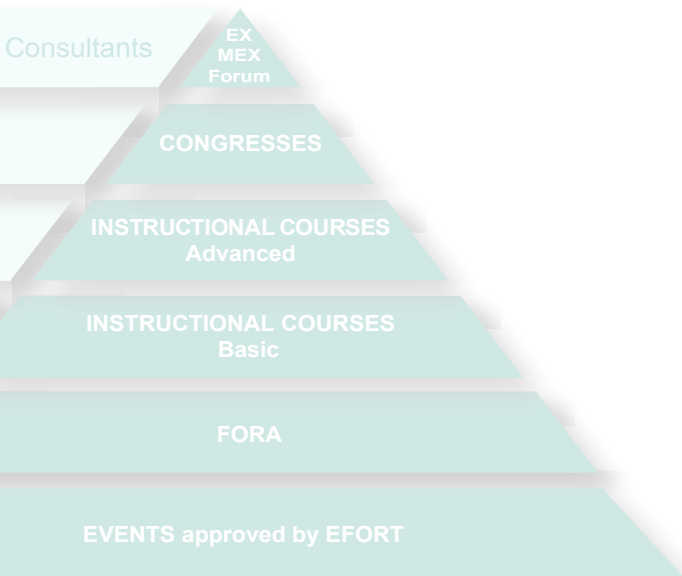 Consultants
EX
MEX
Forum
CONGRESSES
INSTRUCTIONAL COURSES
Advanced
INSTRUCTIONAL COURSES
Basic
FORA
EVENTS approved by EFORT